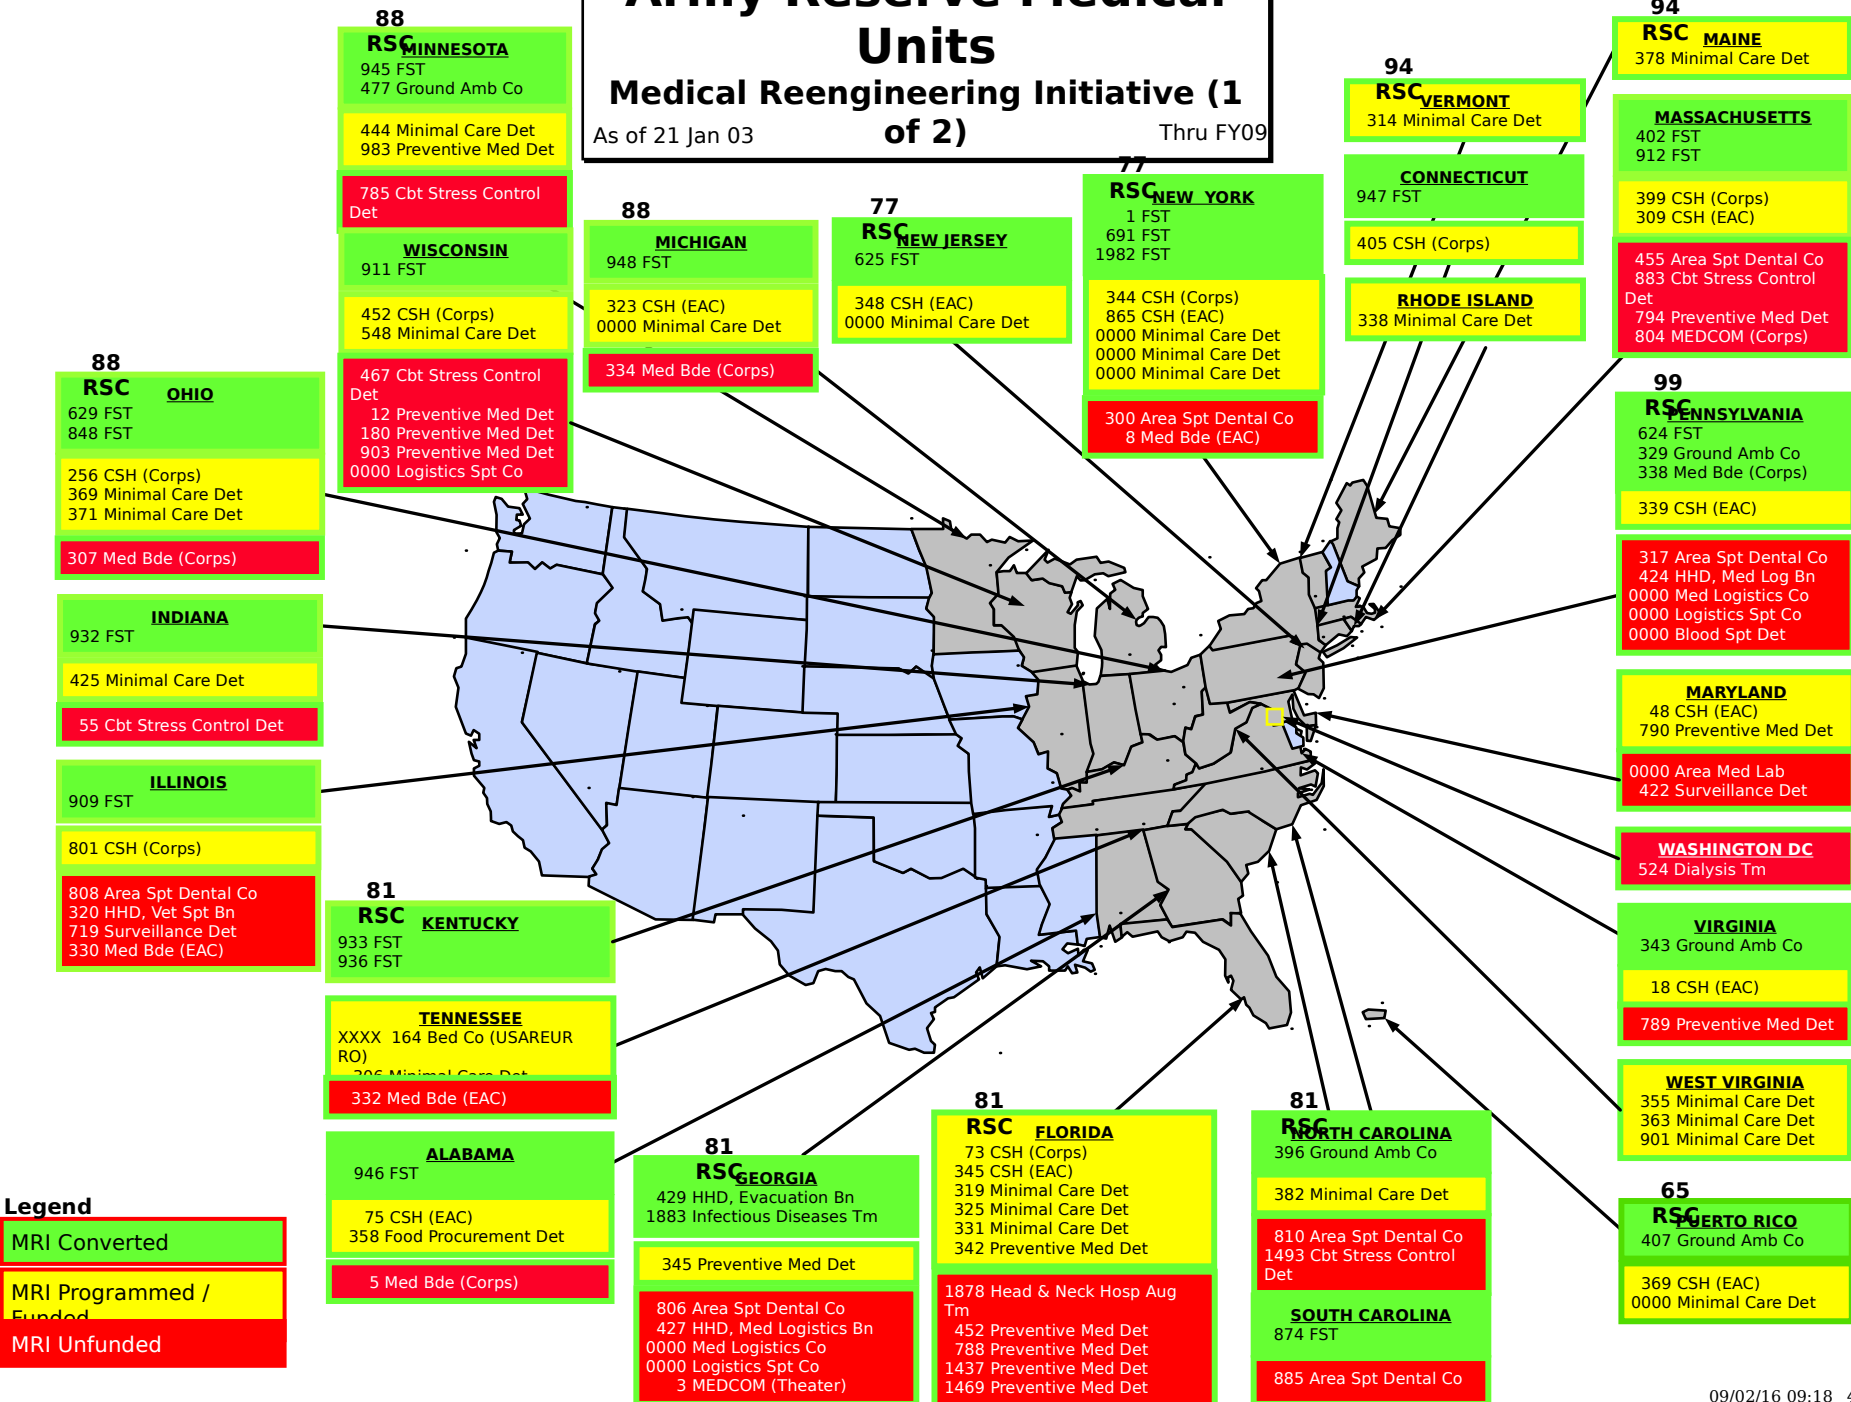 Army Reserve Medical
Units
Medical Reengineering Initiative (1
of 2)
As of 21 Jan 03
Thru FY09
88
RSC
MINNESOTA
945 FST
477 Ground Amb Co
444 Minimal Care Det
983 Preventive Med Det
785 Cbt Stress Control
Det
WISCONSIN
911 FST
452 CSH (Corps)
548 Minimal Care Det
467 Cbt Stress Control
Det
12 Preventive Med Det
180 Preventive Med Det
903 Preventive Med Det
0000 Logistics Spt Co
88
MICHIGAN
948 FST
323 CSH (EAC)
0000 Minimal Care Det
334 Med Bde (Corps)
77
RSC
NEW JERSEY
625 FST
348 CSH (EAC)
0000 Minimal Care Det
77
RSC
NEW YORK
1 FST
691 FST
1982 FST
344 CSH (Corps)
865 CSH (EAC)
0000 Minimal Care Det
0000 Minimal Care Det
0000 Minimal Care Det
300 Area Spt Dental Co
8 Med Bde (EAC)
94
RSC
VERMONT
314 Minimal Care Det
CONNECTICUT
947 FST
405 CSH (Corps)
RHODE ISLAND
338 Minimal Care Det
94
RSC
MAINE
378 Minimal Care Det
MASSACHUSETTS
402 FST
912 FST
399 CSH (Corps)
309 CSH (EAC)
455 Area Spt Dental Co
883 Cbt Stress Control
Det
794 Preventive Med Det
804 MEDCOM (Corps)
99
RSC
PENNSYLVANIA
624 FST
329 Ground Amb Co
338 Med Bde (Corps)
339 CSH (EAC)
317 Area Spt Dental Co
424 HHD, Med Log Bn
0000 Med Logistics Co
0000 Logistics Spt Co
0000 Blood Spt Det
MARYLAND
48 CSH (EAC)
790 Preventive Med Det
0000 Area Med Lab
422 Surveillance Det
WASHINGTON DC
524 Dialysis Tm
VIRGINIA
343 Ground Amb Co
18 CSH (EAC)
789 Preventive Med Det
WEST VIRGINIA
355 Minimal Care Det
363 Minimal Care Det
901 Minimal Care Det
65
RSC
PUERTO RICO
407 Ground Amb Co
369 CSH (EAC)
0000 Minimal Care Det
88
RSC
OHIO
629 FST
848 FST
256 CSH (Corps)
369 Minimal Care Det
371 Minimal Care Det
307 Med Bde (Corps)
INDIANA
932 FST
425 Minimal Care Det
55 Cbt Stress Control Det
ILLINOIS
909 FST
801 CSH (Corps)
808 Area Spt Dental Co
320 HHD, Vet Spt Bn
719 Surveillance Det
330 Med Bde (EAC)
81
RSC
KENTUCKY
933 FST
936 FST
TENNESSEE
XXXX 164 Bed Co (USAREUR
RO)
306 Minimal Care Det
332 Med Bde (EAC)
ALABAMA
946 FST
75 CSH (EAC)
358 Food Procurement Det
5 Med Bde (Corps)
81
RSC
GEORGIA
429 HHD, Evacuation Bn
1883 Infectious Diseases Tm
345 Preventive Med Det
806 Area Spt Dental Co
427 HHD, Med Logistics Bn
0000 Med Logistics Co
0000 Logistics Spt Co
3 MEDCOM (Theater)
81
RSC
FLORIDA
73 CSH (Corps)
345 CSH (EAC)
319 Minimal Care Det
325 Minimal Care Det
331 Minimal Care Det
342 Preventive Med Det
1878 Head & Neck Hosp Aug
Tm
452 Preventive Med Det
788 Preventive Med Det
1437 Preventive Med Det
1469 Preventive Med Det
81
RSC
NORTH CAROLINA
396 Ground Amb Co
382 Minimal Care Det
810 Area Spt Dental Co
1493 Cbt Stress Control
Det
SOUTH CAROLINA
874 FST
885 Area Spt Dental Co
Legend
MRI Converted
MRI Programmed /
Funded
MRI Unfunded
09/02/16 09:18